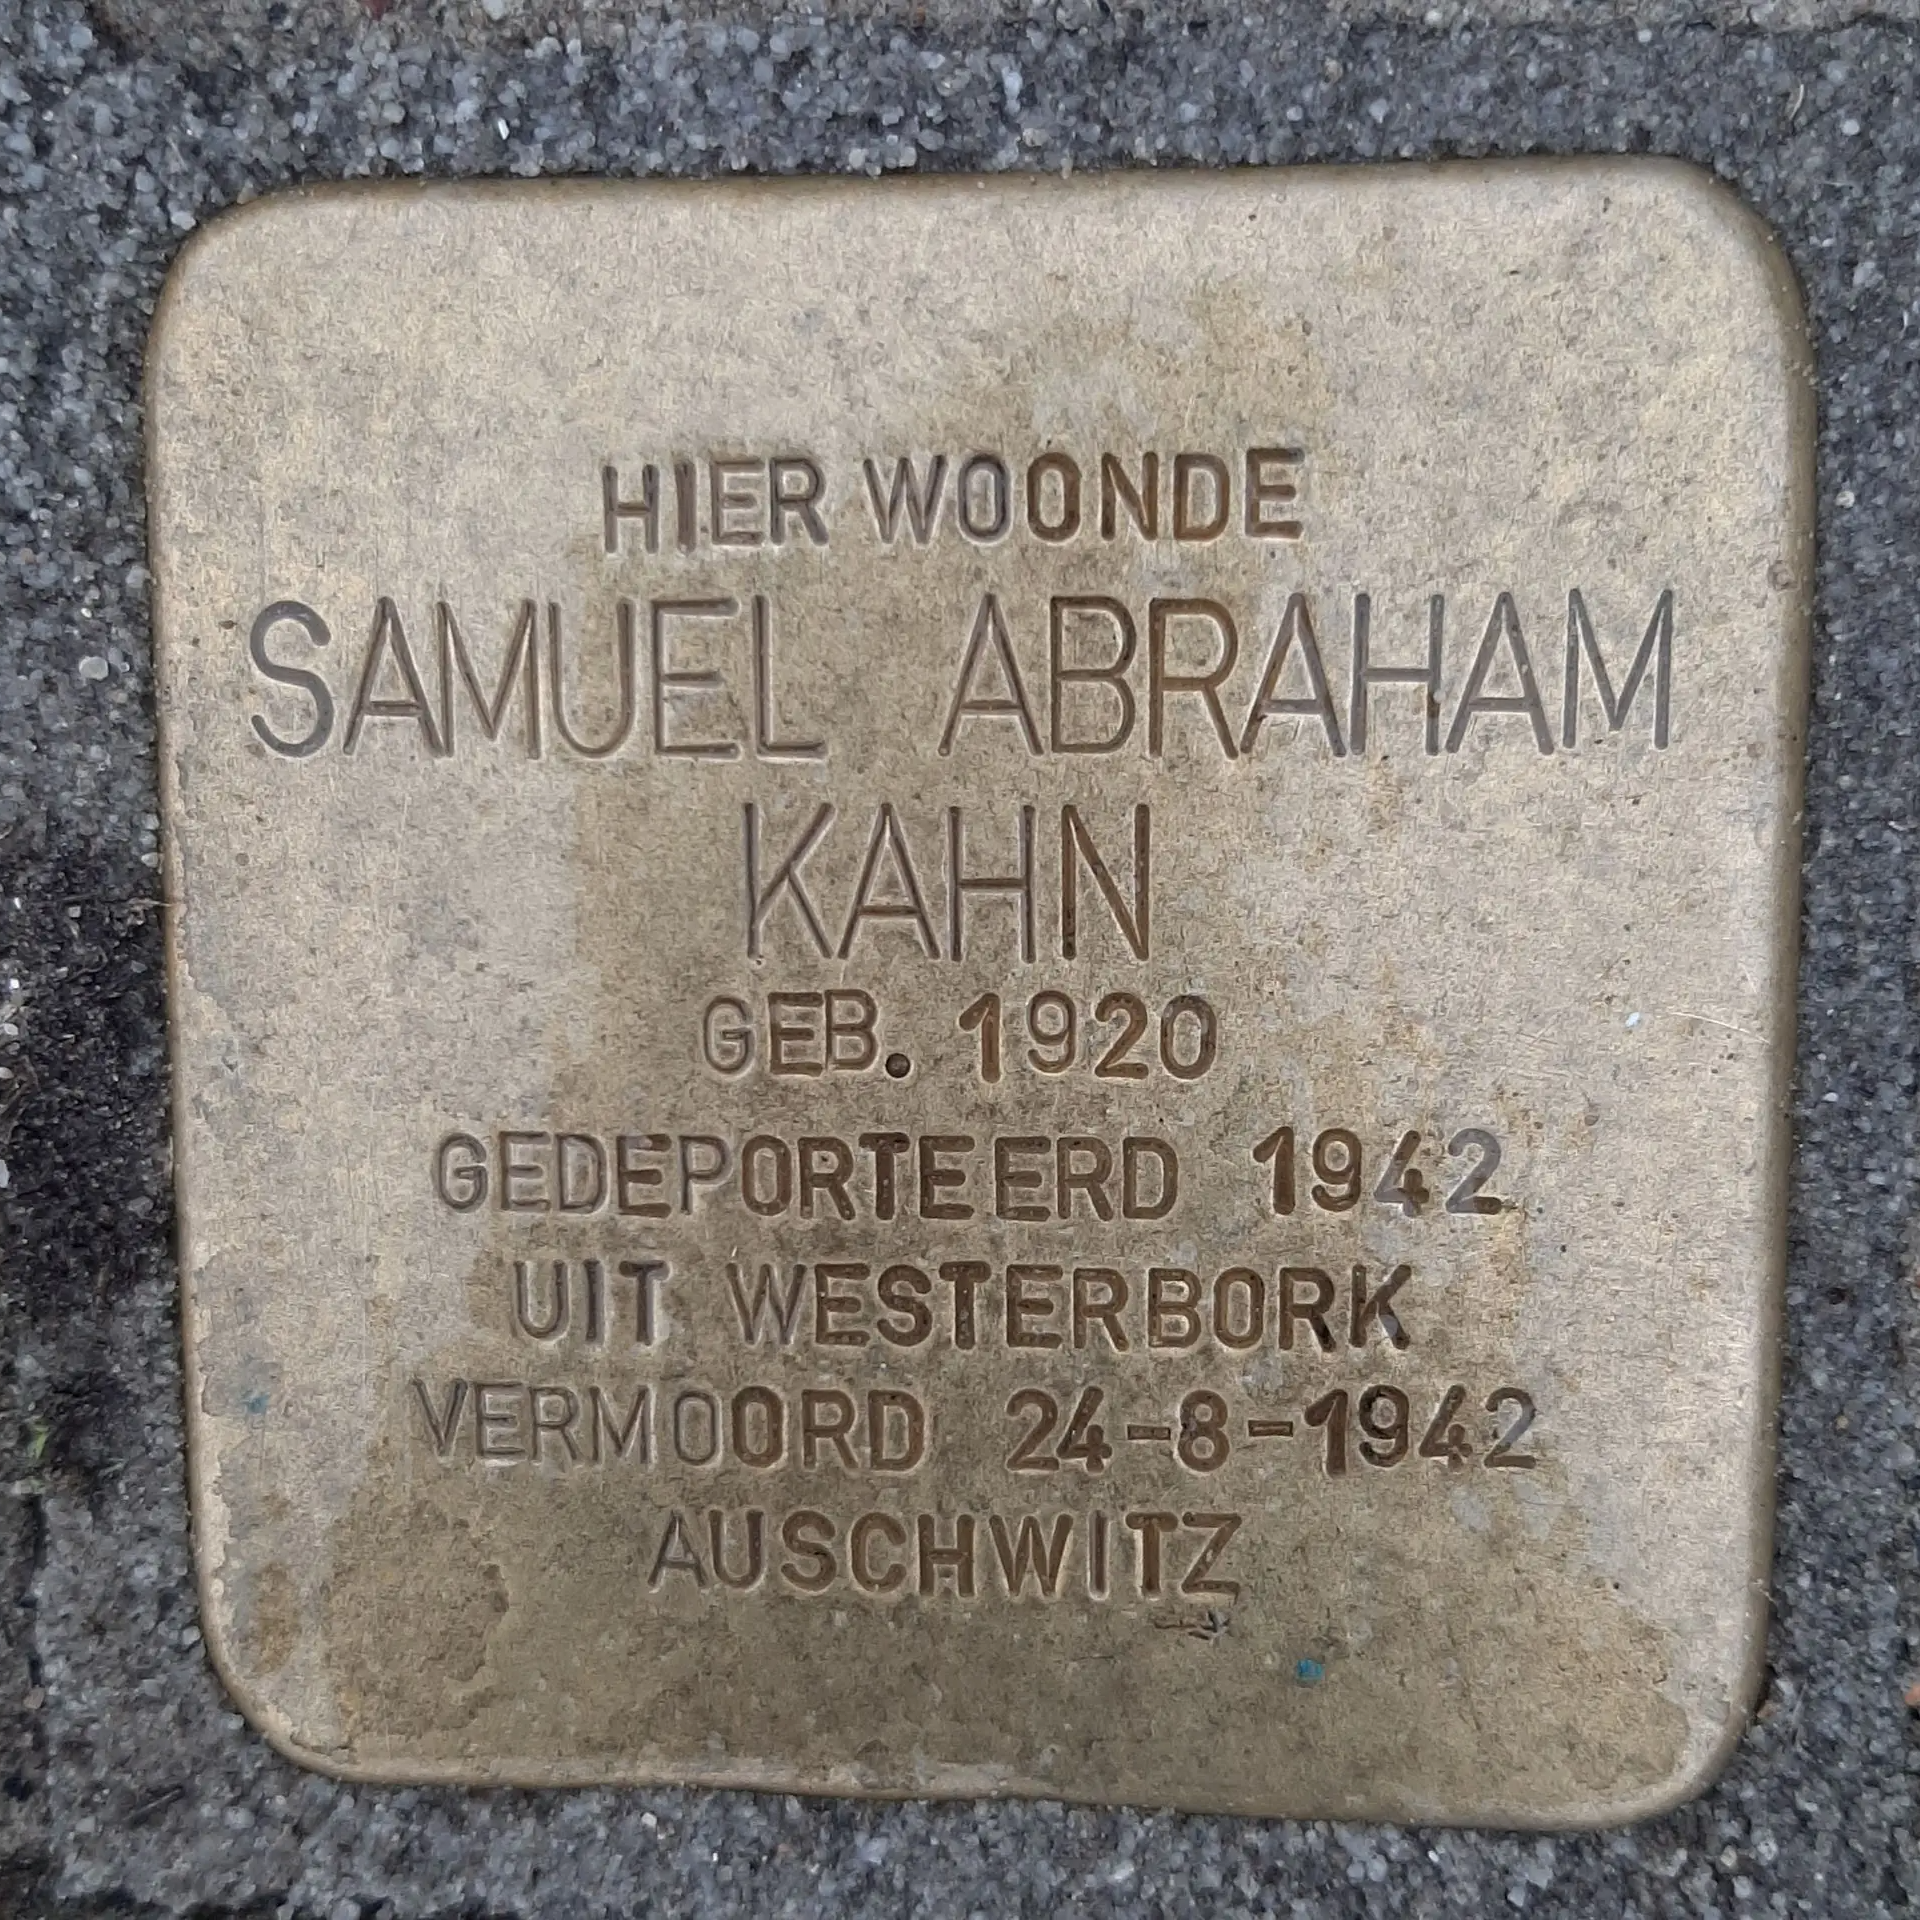 HIER WOONDE
SAMUEL ABRAHAM
KAHN
GEB. 1920
GEDEPORTEERD 1942
UIT WESTERBORK
VERMOORD 24-8-1942
AUSCHWITZ